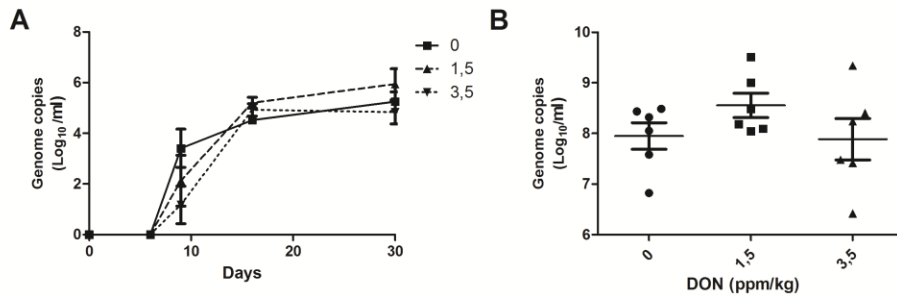 A
Genome copies
(Log10/ml)
8
6
4
2
0
0
10
20
30
Days
0
1,5
3,5
B
Genome copies
(Log10/ml)
10
9
8
7
6
0
1,5
3,5
DON (ppm/kg)